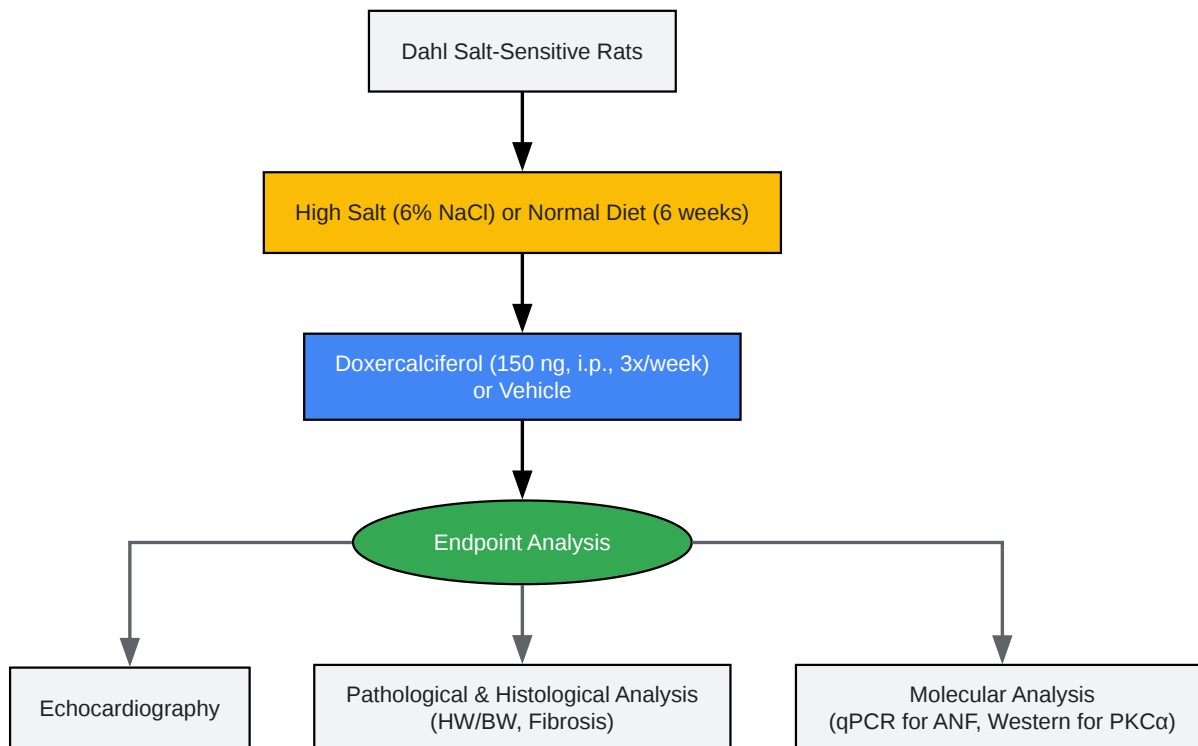 Dahl Salt-Sensitive Rats
High Salt (6% NaCl) or Normal Diet (6 weeks)
Doxercalciferol (150 ng, i.p., 3x/week)
or Vehicle
Endpoint Analysis
Echocardiography
Pathological & Histological Analysis
(HW/BW, Fibrosis)
Molecular Analysis
(qPCR for ANF, Western for PKCα)